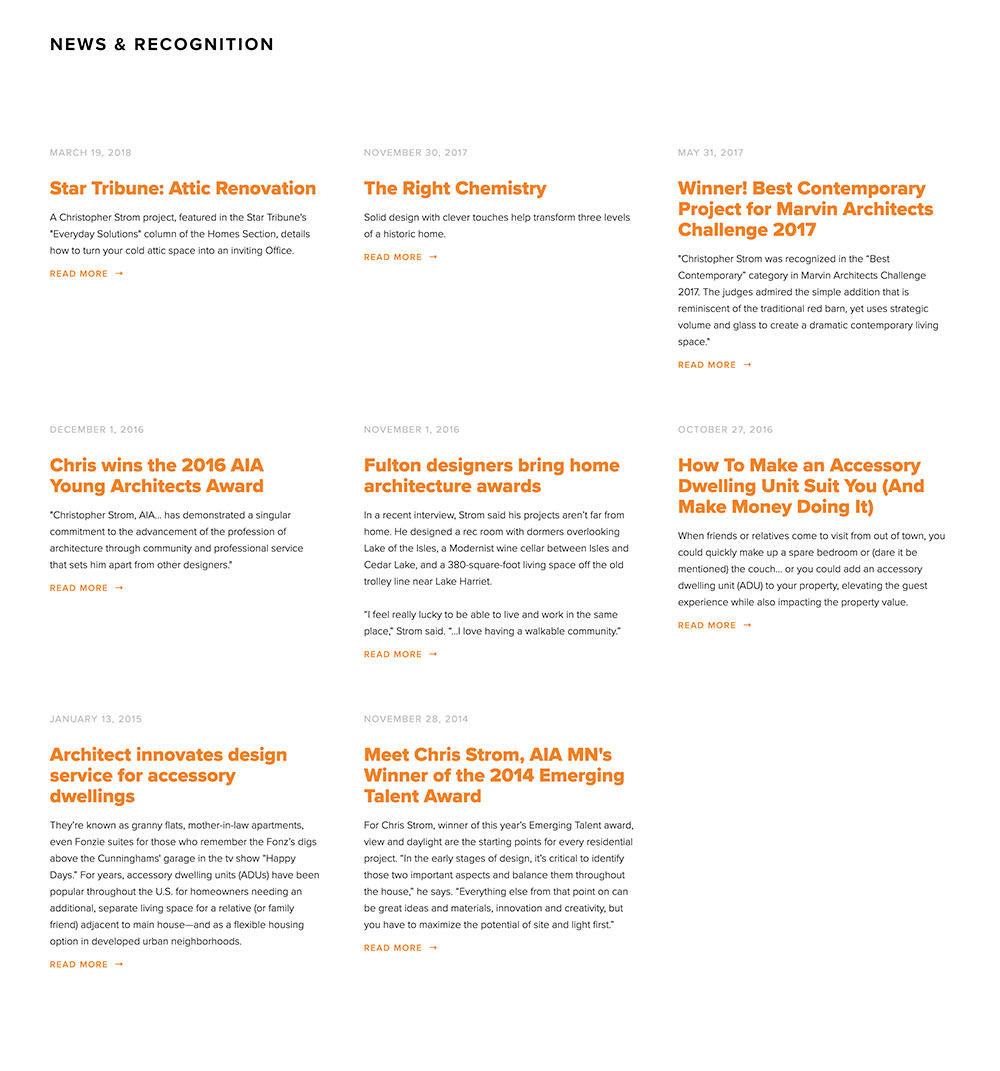 NEWS & RECOGNITION
MARCH 19, 2018
Star Tribune: Attic Renovation
A Christopher Strom project, featured in the Star Tribune's
"Everyday Solutions" column of the Homes Section, details
how to turn your cold attic space into an inviting Office.
READ MORE →
NOVEMBER 30, 2017
The Right Chemistry
Solid design with clever touches help transform three levels
of a historic home.
READ MORE →
MAY 31, 2017
Winner! Best Contemporary
Project for Marvin Architects
Challenge 2017
"Christopher Strom was recognized in the “Best
Contemporary” category in Marvin Architects Challenge
2017. The judges admired the simple addition that is
reminiscent of the traditional red barn, yet uses strategic
volume and glass to create a dramatic contemporary living
space."
READ MORE →
DECEMBER 1, 2016
Chris wins the 2016 AIA
Young Architects Award
"Christopher Strom, AIA... has demonstrated a singular
commitment to the advancement of the profession of
architecture through community and professional service
that sets him apart from other designers."
READ MORE →
NOVEMBER 1, 2016
Fulton designers bring home
architecture awards
In a recent interview, Strom said his projects aren’t far from
home. He designed a rec room with dormers overlooking
Lake of the Isles, a Modernist wine cellar between Isles and
Cedar Lake, and a 380-square-foot living space off the old
trolley line near Lake Harriet.
“I feel really lucky to be able to live and work in the same
place,” Strom said. “...I love having a walkable community.”
READ MORE →
OCTOBER 27, 2016
How To Make an Accessory
Dwelling Unit Suit You (And
Make Money Doing It)
When friends or relatives come to visit from out of town, you
could quickly make up a spare bedroom or (dare it be
mentioned) the couch... or you could add an accessory
dwelling unit (ADU) to your property, elevating the guest
experience while also impacting the property value.
READ MORE →
JANUARY 13, 2015
Architect innovates design
service for accessory
dwellings
They’re known as granny flats, mother-in-law apartments,
even Fonzie suites for those who remember the Fonz’s digs
above the Cunninghams’ garage in the tv show “Happy
Days.” For years, accessory dwelling units (ADUs) have been
popular throughout the U.S. for homeowners needing an
additional, separate living space for a relative (or family
friend) adjacent to main house—and as a flexible housing
option in developed urban neighborhoods.
READ MORE →
NOVEMBER 28, 2014
Meet Chris Strom, AIA MN's
Winner of the 2014 Emerging
Talent Award
For Chris Strom, winner of this year’s Emerging Talent award,
view and daylight are the starting points for every residential
project. “In the early stages of design, it’s critical to identify
those two important aspects and balance them throughout
the house,” he says. “Everything else from that point on can
be great ideas and materials, innovation and creativity, but
you have to maximize the potential of site and light first.”
READ MORE →